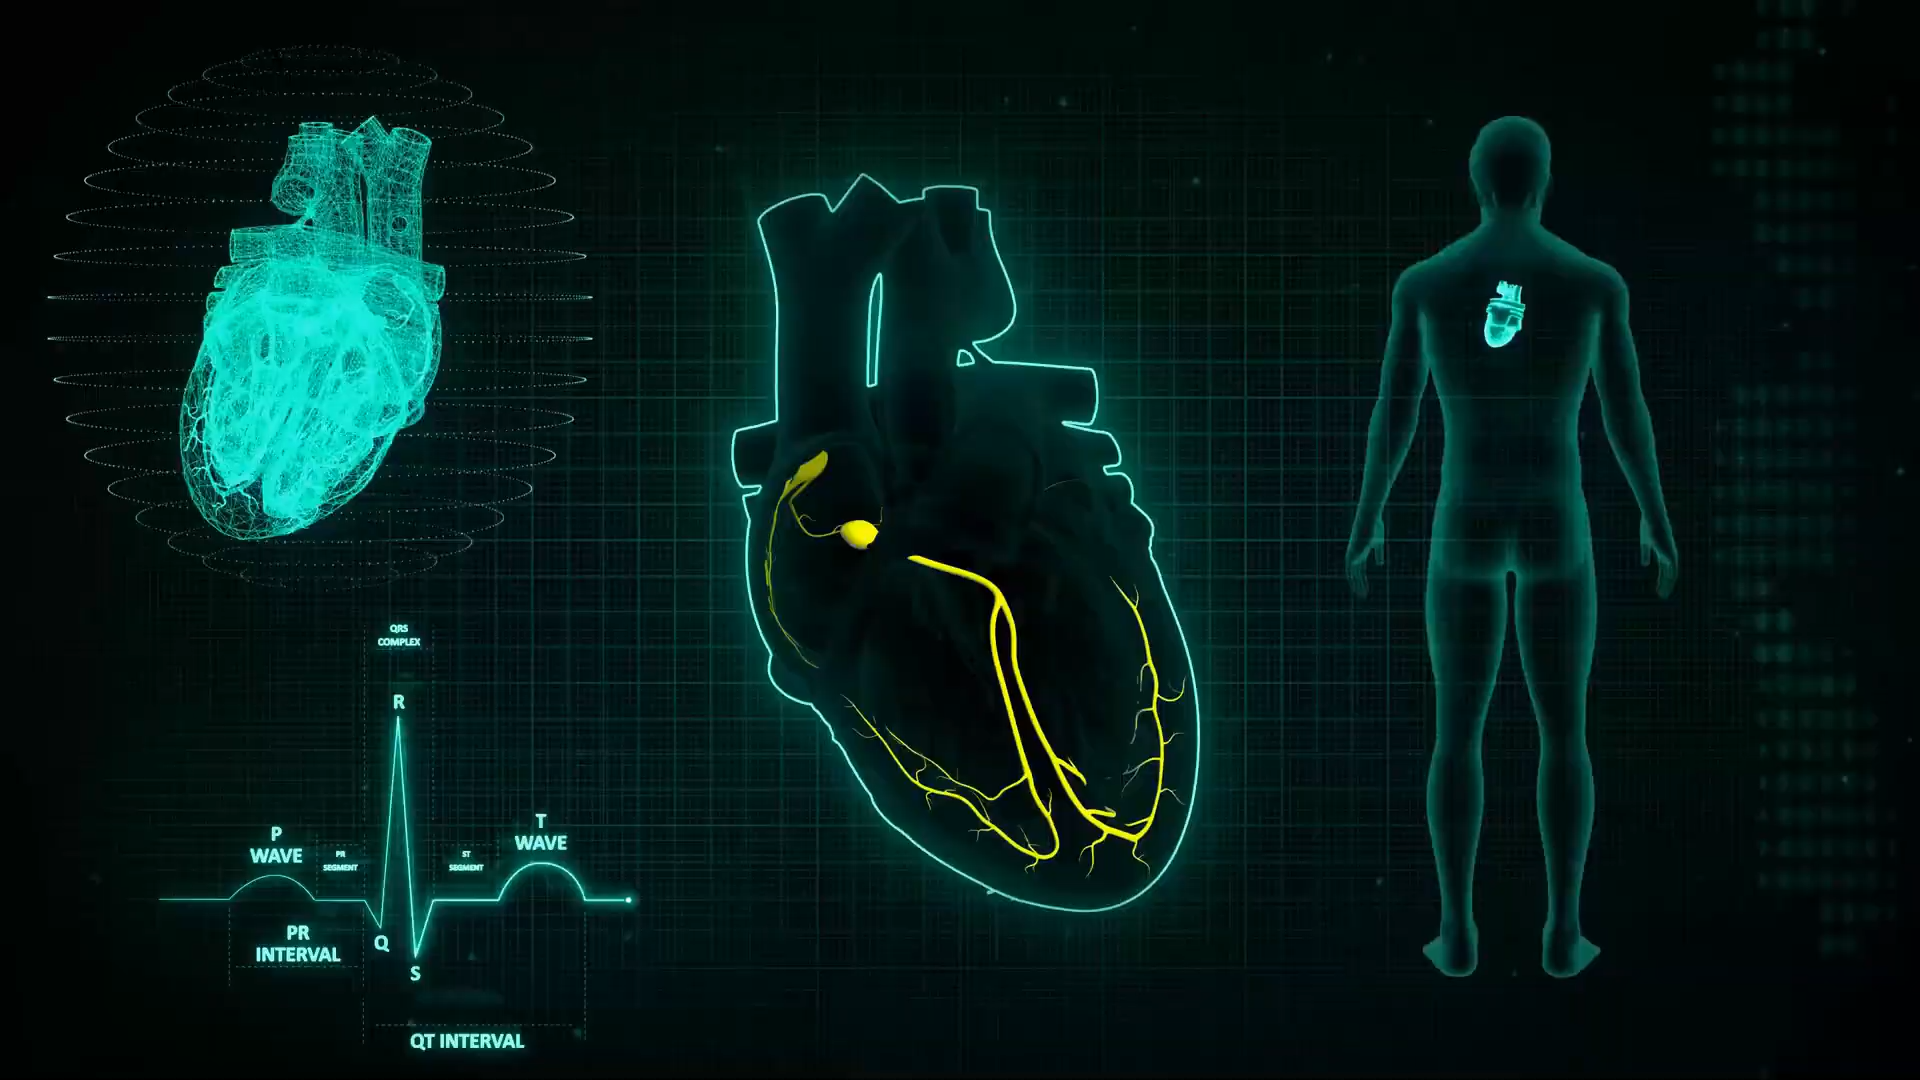 QRS
COMPLEX
R
P
WAVE
PR
SEGMENT
ST
SEGMENT
T
WAVE
PR
INTERVAL
Q
S
QT INTERVAL